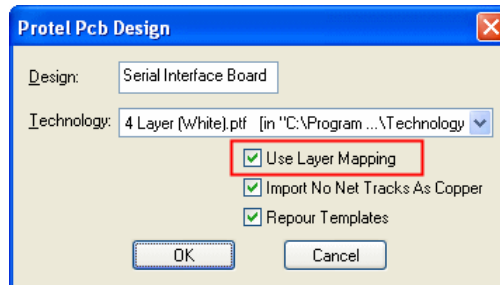 Protel Pcb Design
Design: Serial Interface Board
Technology: 4 Layer (White).ptf [in "C:\Program ...\Technology
Use Layer Mapping
Import No Net Tracks As Copper
Repour Templates
OK Cancel